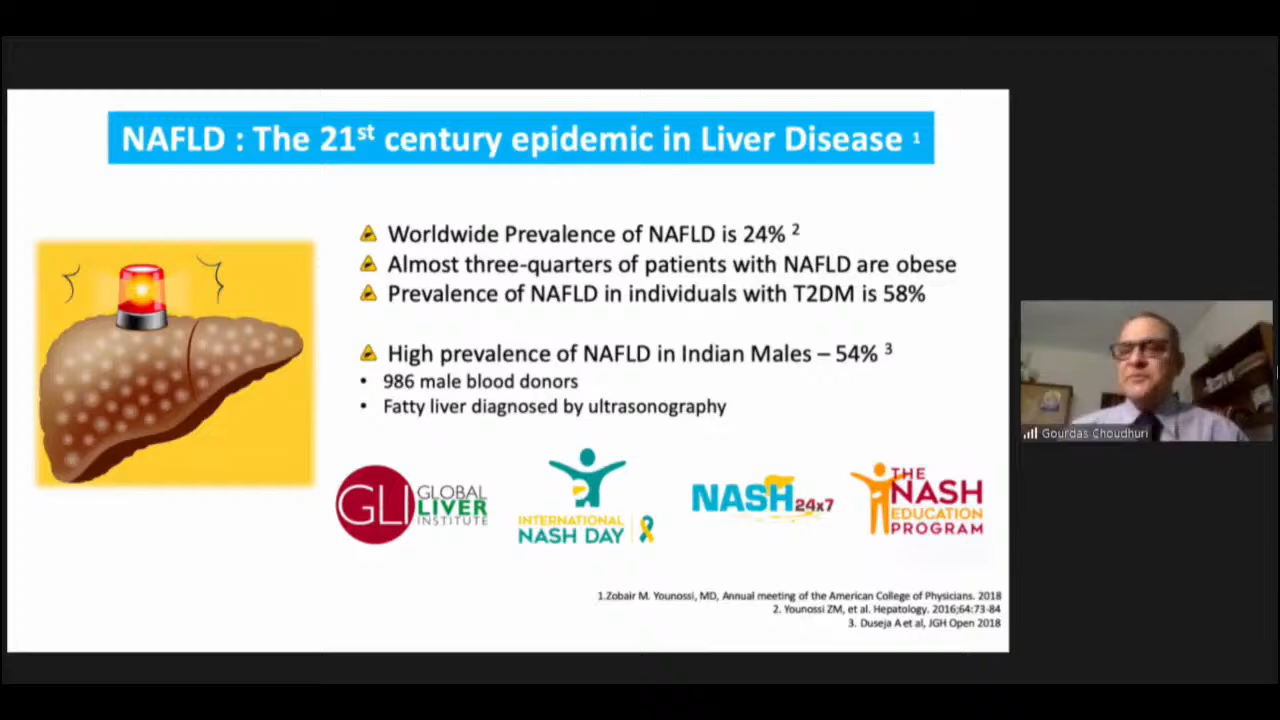 NAFLD : The 21st century epidemic in Liver Disease 1
Worldwide Prevalence of NAFLD is 24% 2
Almost three-quarters of patients with NAFLD are obese
Prevalence of NAFLD in individuals with T2DM is 58%
High prevalence of NAFLD in Indian Males – 54% 3
• 986 male blood donors
• Fatty liver diagnosed by ultrasonography
GLI GLOBAL
LIVER
INSTITUTE
INTERNATIONAL
NASH DAY
NASH 24x7
THE
NASH
EDUCATION
PROGRAM
1.Zobair M. Younossi, MD, Annual meeting of the American College of Physicians. 2018
2. Younossi ZM, et al. Hepatology. 2016;64:73-84
3. Duseja A et al, JGH Open 2018
Gourdas Choudhuri